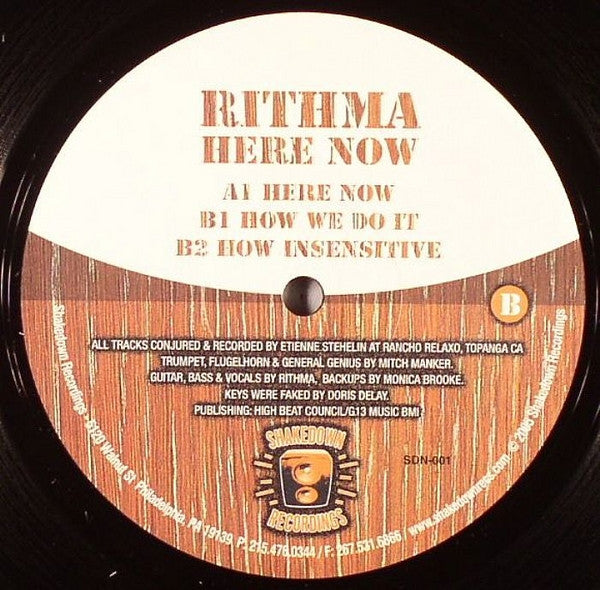 RITHMA
HERE NOW
A1 HERE NOW
B1 HOW WE DO IT
B2 HOW INSENSITIVE
B
ALL TRACKS CONJURED & RECORDED BY ETIENNE STEHELIN AT RANCHO RELAXO, TOPANGA CA
TRUMPET, FLUGELHORN & GENERAL GENIUS BY MITCH MANKER.
GUITAR, BASS & VOCALS BY RITHMA, BACKUPS BY MONICA BROOKE.
KEYS WERE FAKED BY DORIS DELAY.
PUBLISHING: HIGH BEAT COUNCIL/G13 MUSIC BMI
SHAKEDOWN
RECORDINGS
SDN-001
Shakedown Recordings - Walnut St Philadelphia, PA 19139, P: 215.476.0344 / F: 267.531.6866 / www.shakedownrec.com © Shakedown Recordings